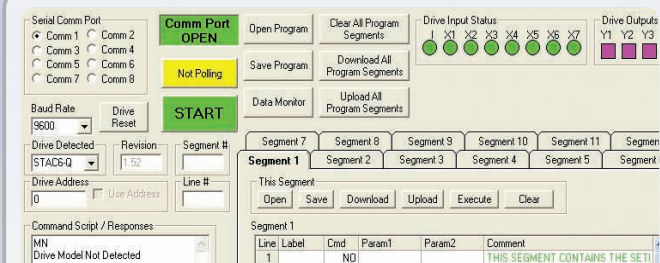 Serial Comm Port
Comm 1 Comm 2
Comm 3 Comm 4
Comm 5 Comm 6
Comm 7 Comm 8
Comm Port
OPEN
Not Polling
START
Baud Rate
9600
Drive
Reset
Drive Detected
STAC6-Q
Revision
1.52
Segment #
Drive Address
0
Use Address
Line #
Command Script / Responses
MN
Drive Model Not Detected
Open Program
Clear All Program
Segments
Save Program
Download All
Program Segments
Data Monitor
Upload All
Program Segments
Drive Input Status
I X1 X2 X3 X4 X5 X6 X7
Drive Outputs
Y1 Y2 Y3
Segment 7 Segment 8 Segment 9 Segment 10 Segment 11 Segmen
Segment 1 Segment 2 Segment 3 Segment 4 Segment 5 Segment
This Segment
Open Save Download Upload Execute Clear
Segment 1
Line Label Cmd Param1 Param2 Comment
1 NO THIS SEGMENT CONTAINS THE SETU